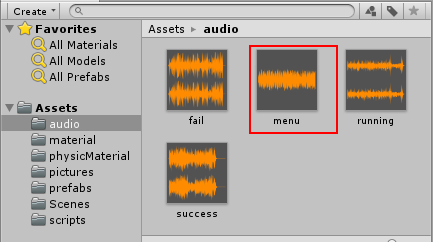 Create
Favorites
All Materials
All Models
All Prefabs
Assets
audio
material
physicMaterial
pictures
prefabs
Scenes
scripts
Assets audio
fail
menu
running
success